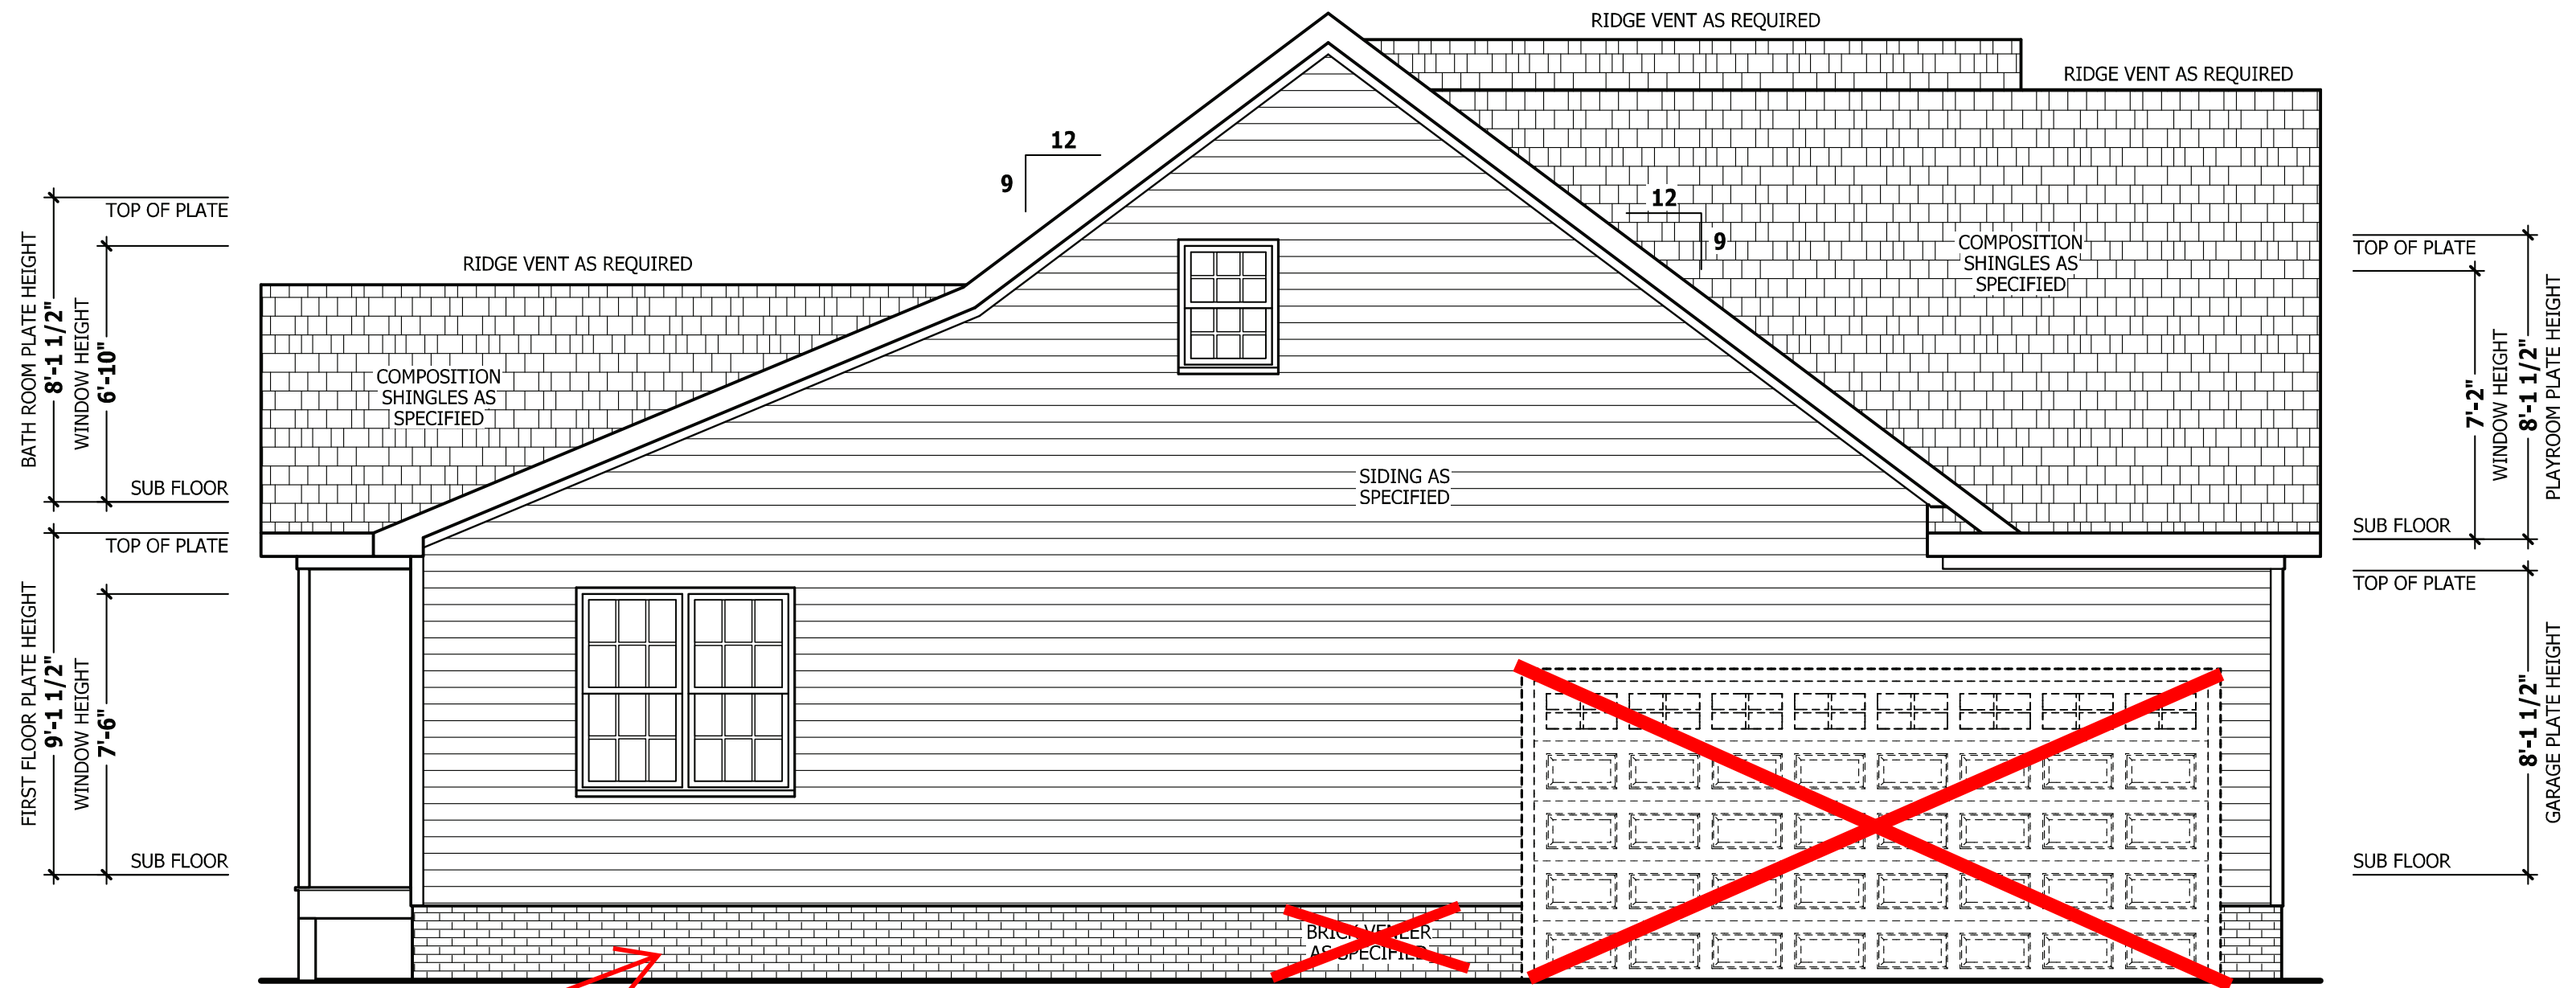 RIDGE VENT AS REQUIRED
RIDGE VENT AS REQUIRED
12
9
12
9
TOP OF PLATE
BATH ROOM PLATE HEIGHT
8'-1 1/2"
WINDOW HEIGHT
6'-10"
SUB FLOOR
RIDGE VENT AS REQUIRED
COMPOSITION
SHINGLES AS
SPECIFIED
COMPOSITION
SHINGLES AS
SPECIFIED
TOP OF PLATE
7'-2"
WINDOW HEIGHT
8'-1 1/2"
PLAYROOM PLATE HEIGHT
SUB FLOOR
SIDING AS
SPECIFIED
TOP OF PLATE
FIRST FLOOR PLATE HEIGHT
9'-1 1/2"
WINDOW HEIGHT
7'-6"
SUB FLOOR
TOP OF PLATE
8'-1 1/2"
GARAGE PLATE HEIGHT
SUB FLOOR
BRICK VENEER
AS SPECIFIED